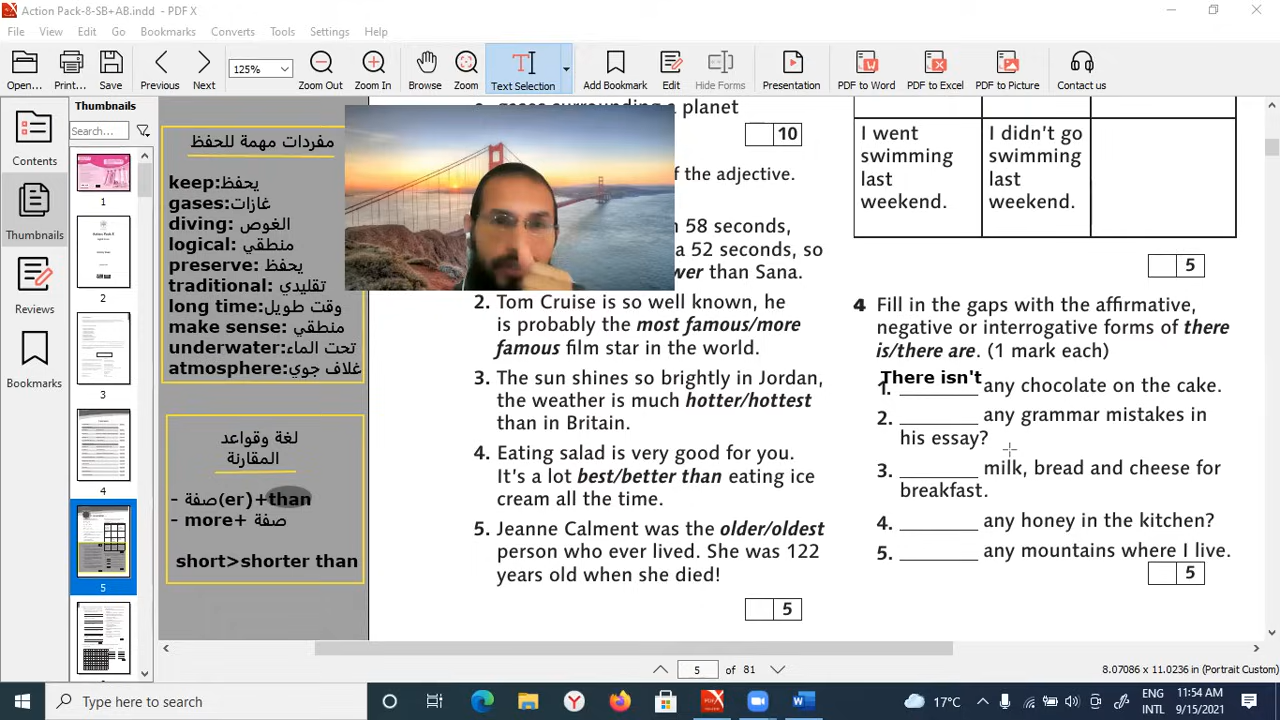 Action Pack-8-SB+AB.indd - PDF X
File View Edit Go Bookmarks Converts Tools Settings Help
Open... Print... Save Previous Next 125% Zoom Out Zoom In Browse Zoom Text Selection Add Bookmark Edit Hide Forms Presentation PDF to Word PDF to Excel PDF to Picture Contact us
Contents
Thumbnails
Reviews
Bookmarks
Thumbnails
Search...
1
2
3
4
5
مفردات مهمة للحفظ
keep:يحفظ
gases:غازات
diving: الغوص
logical: منطقي
preserve: يحفظ
traditional: تقليدي
long time:وقت طويل
make sense: منطقي
underwater:تحت الماء
atmosphere:غلاف جوي
لغة وقواعد
المقارنة
- صفة(er)+than
- more+ صفة
short>shorter than
planet
10
f the adjective.
58 seconds,
a 52 seconds, so
wer than Sana.
2. Tom Cruise is so well known, he
is probably the most famous/more
famous film star in the world.
3. The sun shines so brightly in Jordan,
the weather is much hotter/hottest
than in Britain.
4. Eating salad is very good for you.
It's a lot best/better than eating ice
cream all the time.
5. Jeanne Calment was the older/oldest
person who ever lived. She was 122
years old when she died!
5
I went
swimming
last
weekend.
I didn't go
swimming
last
weekend.
5
4 Fill in the gaps with the affirmative,
negative or interrogative forms of there
is/there are. (1 mark each)
There isn't
1. ________ any chocolate on the cake.
2. ________ any grammar mistakes in
his essay?
3. ________ milk, bread and cheese for
breakfast.
4. ________ any honey in the kitchen?
5. ________ any mountains where I live.
5
5 of 81
8.07086 x 11.0236 in (Portrait Custom)
Type here to search
17°C
ENG
INTL
11:54 AM
9/15/2021